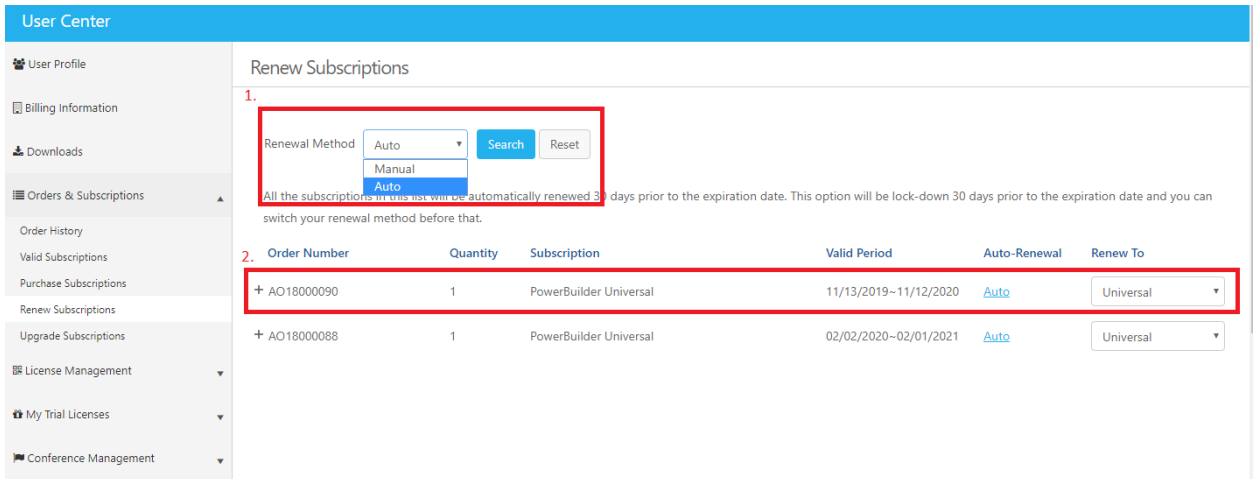 User Center
User Profile
Billing Information
Downloads
Orders & Subscriptions
Order History
Valid Subscriptions
Purchase Subscriptions
Renew Subscriptions
Upgrade Subscriptions
License Management
My Trial Licenses
Conference Management
Renew Subscriptions
1.
Renewal Method Auto Search Reset
Manual
Auto
All the subscriptions in this list will be automatically renewed 30 days prior to the expiration date. This option will be lock-down 30 days prior to the expiration date and you can
switch your renewal method before that.
2. Order Number Quantity Subscription Valid Period Auto-Renewal Renew To
+ AO18000090 1 PowerBuilder Universal 11/13/2019~11/12/2020 Auto Universal
+ AO18000088 1 PowerBuilder Universal 02/02/2020~02/01/2021 Auto Universal